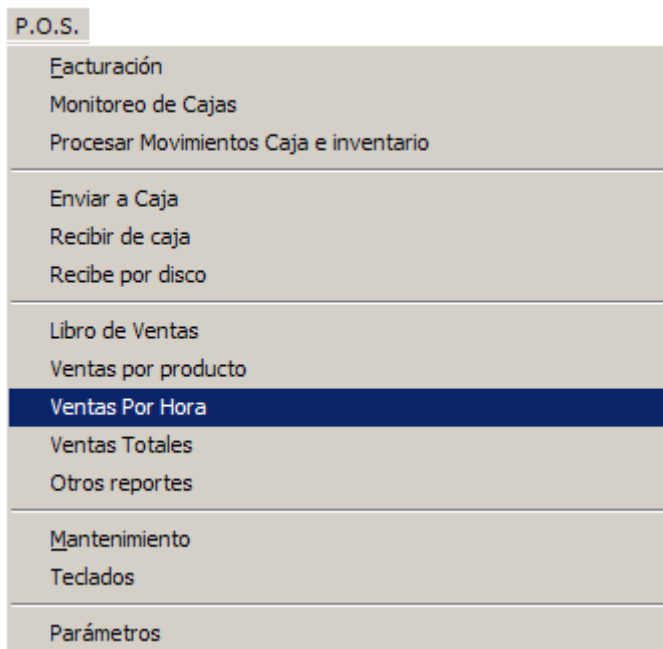 P.O.S.
Facturación
Monitoreo de Cajas
Procesar Movimientos Caja e inventario
Enviar a Caja
Recibir de caja
Recibe por disco
Libro de Ventas
Ventas por producto
Ventas Por Hora
Ventas Totales
Otros reportes
Mantenimiento
Teclados
Parámetros